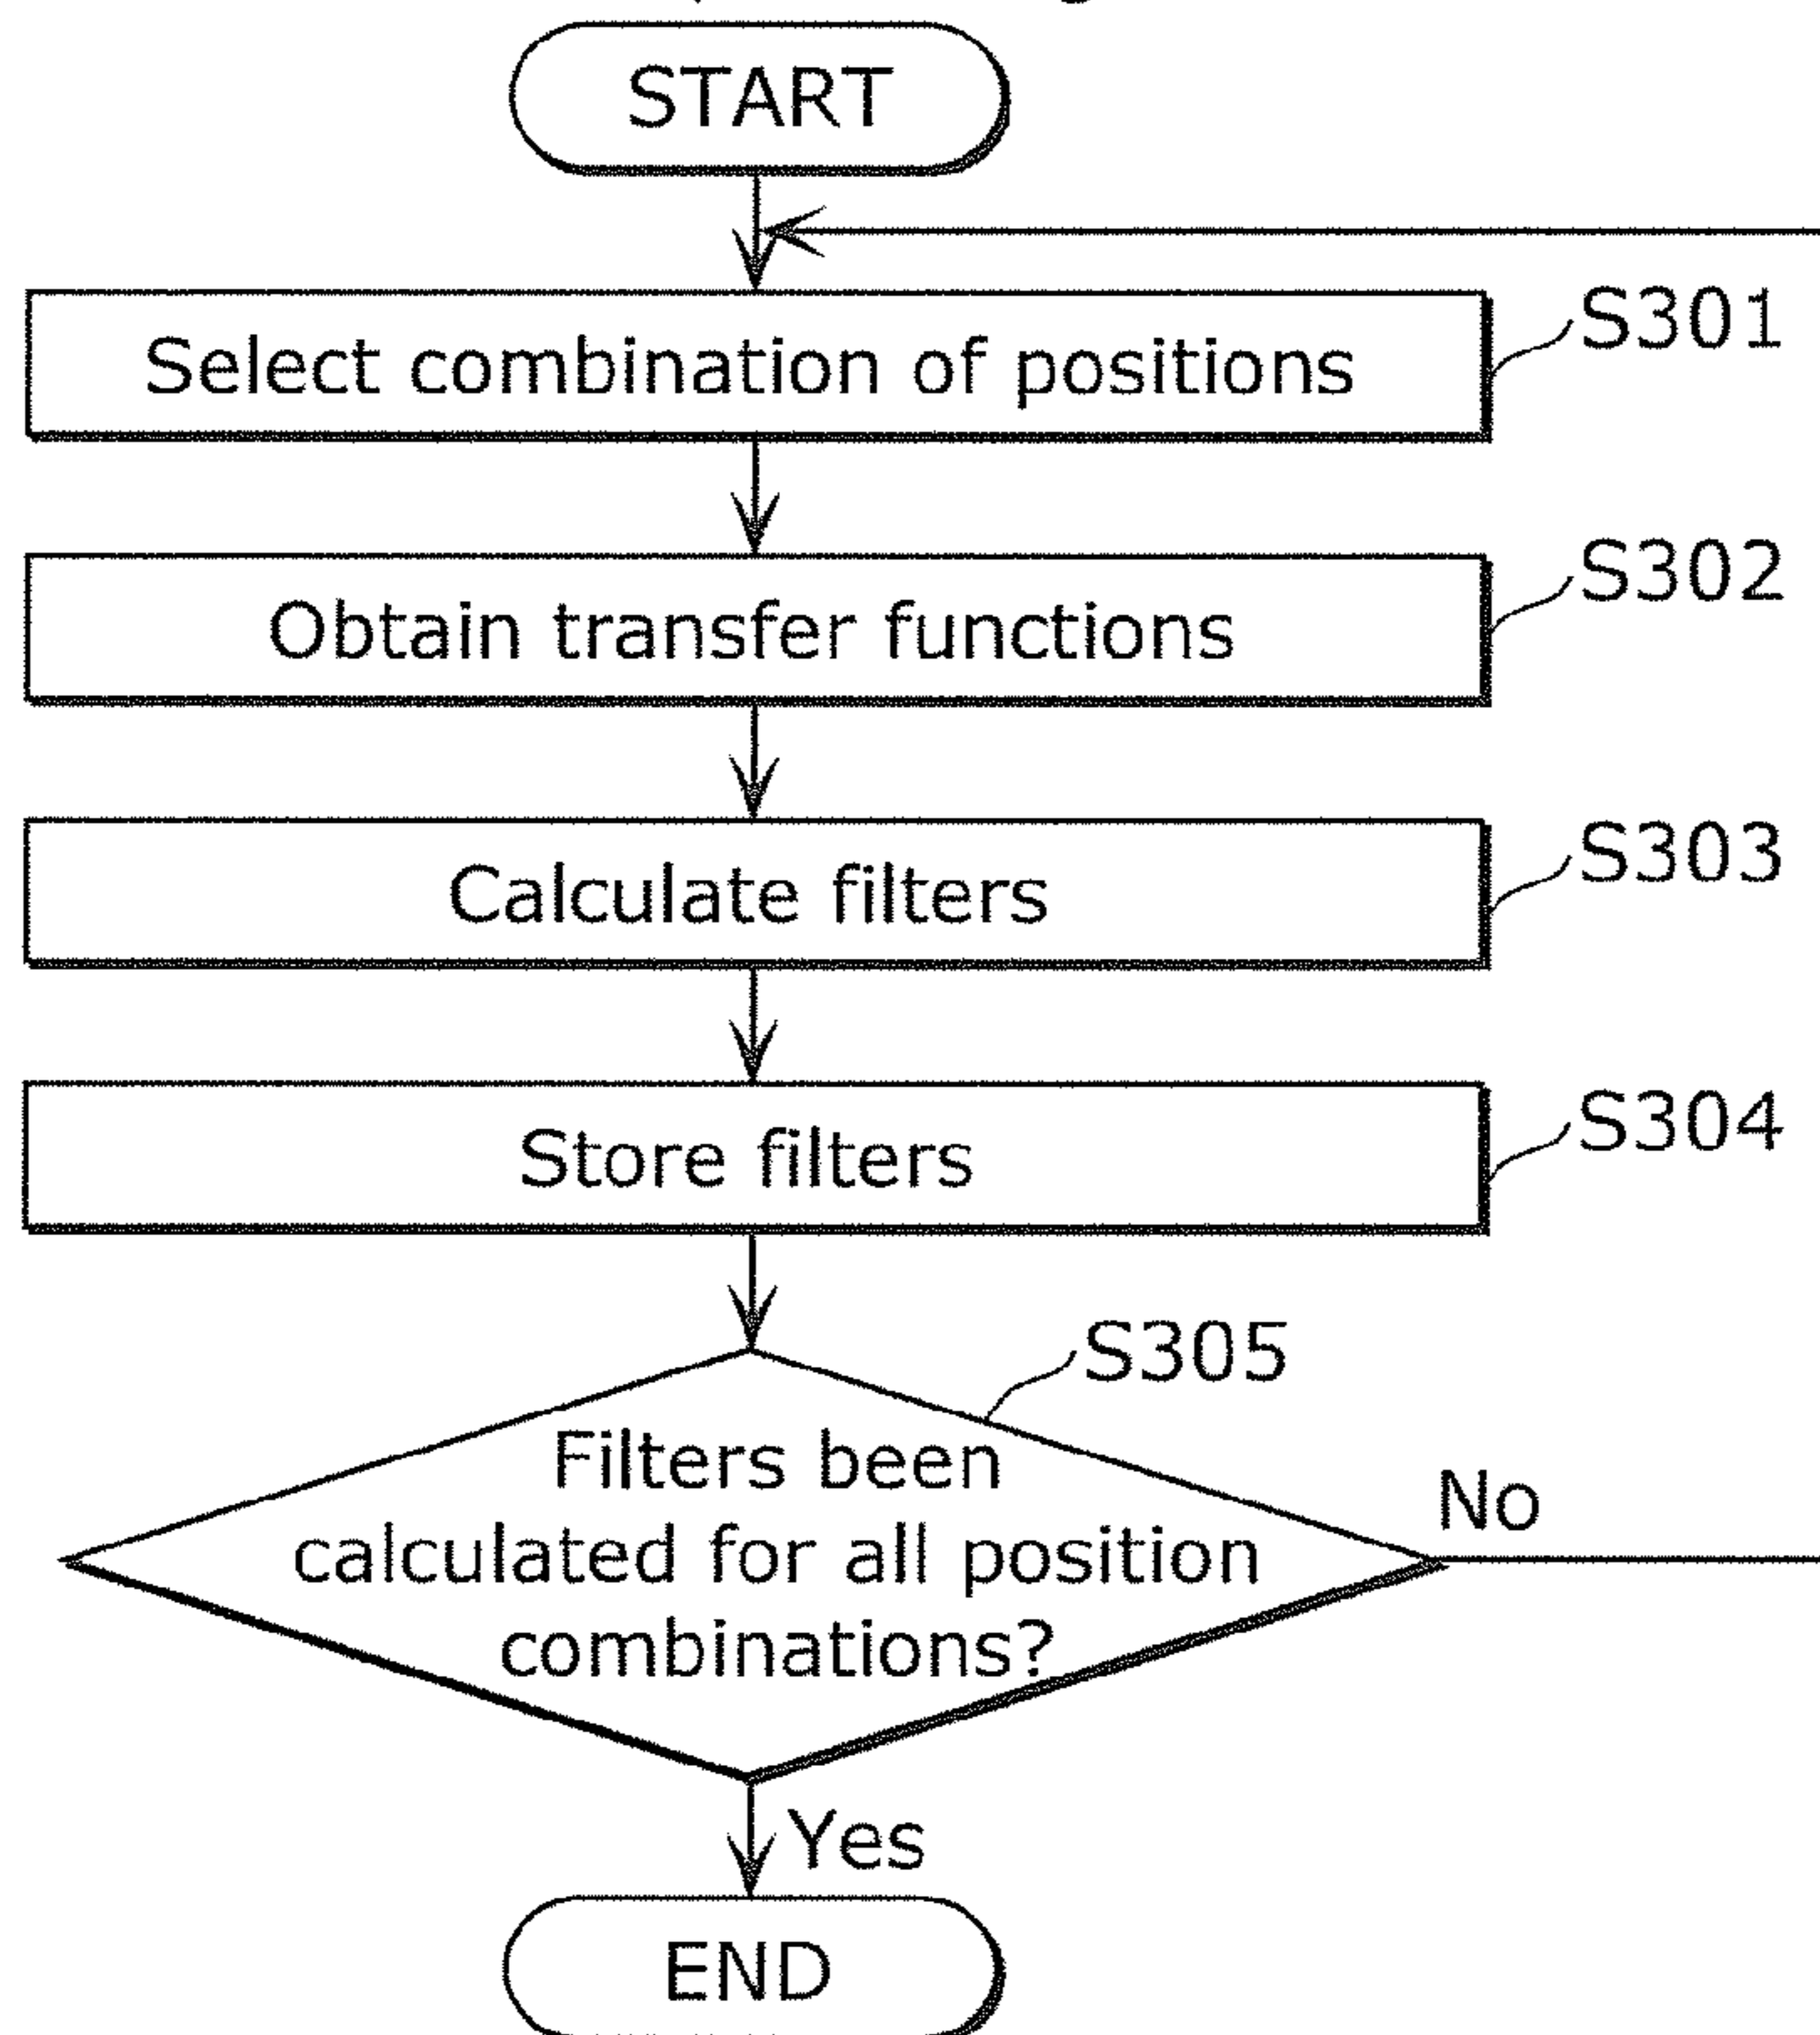 START
Select combination of positions
S301
Obtain transfer functions
S302
Calculate filters
S303
Store filters
S304
S305
Filters been
calculated for all position
combinations?
No
Yes
END